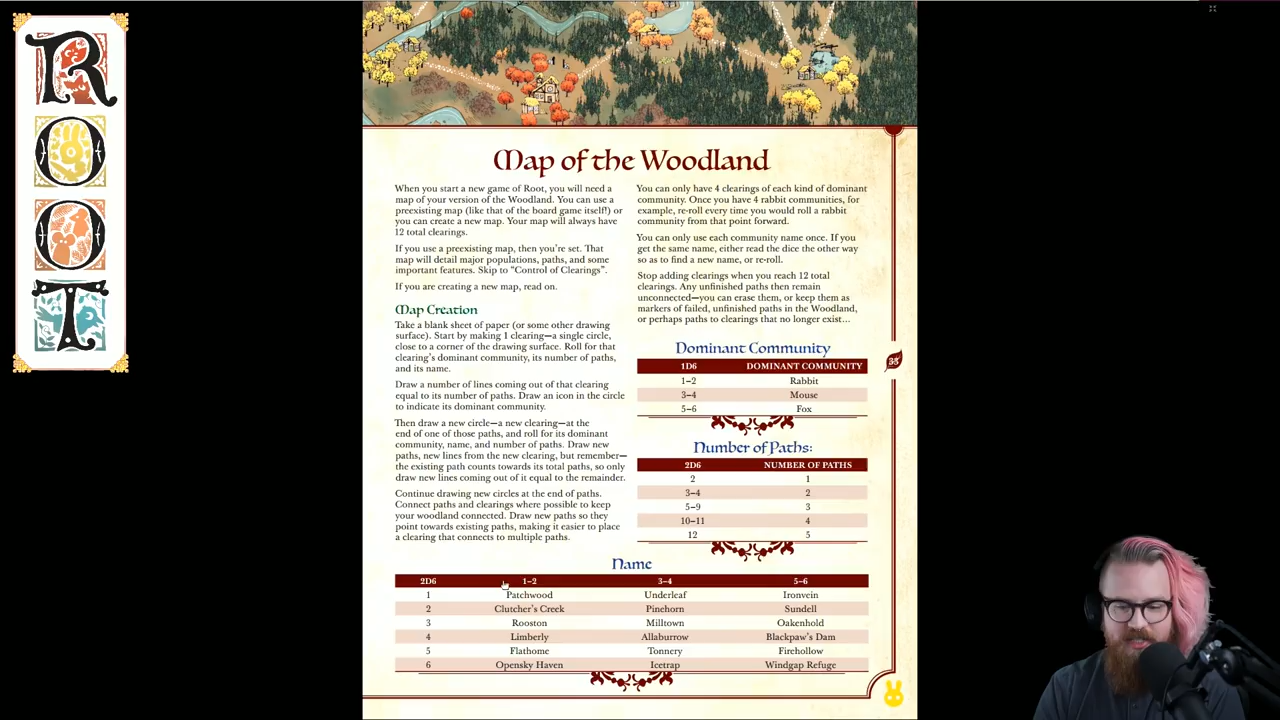 ROOT
Map of the Woodland
When you start a new game of Root, you will need a
map of your version of the Woodland. You can use a
preexisting map (like that of the board game itself!) or
you can create a new map. Your map will always have
12 total clearings.
If you use a preexisting map, then you're set. That
map will detail major populations, paths, and some
important features. Skip to "Control of Clearings".
If you are creating a new map, read on.
Map Creation
Take a blank sheet of paper (or some other drawing
surface). Start by making 1 clearing—a single circle,
close to a corner of the drawing surface. Roll for that
clearing's dominant community, its number of paths,
and its name.
Draw a number of lines coming out of that clearing
equal to its number of paths. Draw an icon in the circle
to indicate its dominant community.
Then draw a new circle—a new clearing—at the
end of one of those paths, and roll for its dominant
community, name, and number of paths. Draw new
paths, new lines from the new clearing, but remember—
the existing path counts towards its total paths, so only
draw new lines coming out of it equal to the remainder.
Continue drawing new circles at the end of paths.
Connect paths and clearings where possible to keep
your woodland connected. Draw new paths so they
point towards existing paths, making it easier to place
a clearing that connects to multiple paths.
You can only have 4 clearings of each kind of dominant
community. Once you have 4 rabbit communities, for
example, re-roll every time you would roll a rabbit
community from that point forward.
You can only use each community name once. If you
get the same name, either read the dice the other way
so as to find a new name, or re-roll.
Stop adding clearings when you reach 12 total
clearings. Any unfinished paths then remain
unconnected—you can erase them, or keep them as
markers of failed, unfinished paths in the Woodland,
or perhaps paths to clearings that no longer exist...
Dominant Community
1D6 DOMINANT COMMUNITY
1–2 Rabbit
3–4 Mouse
5–6 Fox
Number of Paths:
2D6 NUMBER OF PATHS
2 1
3–4 2
5–9 3
10–11 4
12 5
Name
2D6 1–2 3–4 5–6
1 Patchwood Underleaf Ironvein
2 Clutcher's Creek Pinehorn Sundell
3 Rooston Milltown Oakenhold
4 Limberly Allaburrow Blackpaw's Dam
5 Flathome Tonnery Firehollow
6 Opensky Haven Icetrap Windgap Refuge